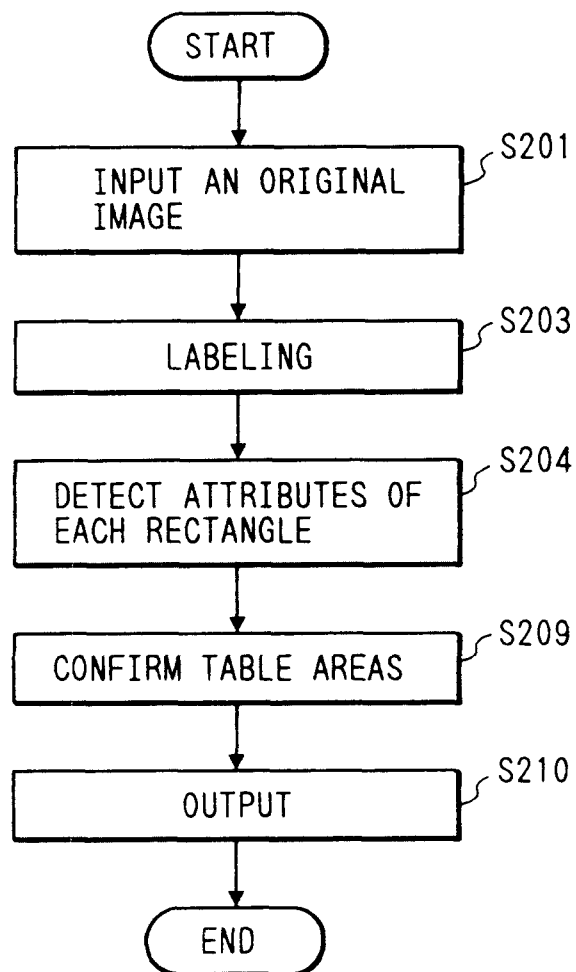 START
S201
INPUT AN ORIGINAL
IMAGE
S203
LABELING
S204
DETECT ATTRIBUTES OF
EACH RECTANGLE
S209
CONFIRM TABLE AREAS
S210
OUTPUT
END